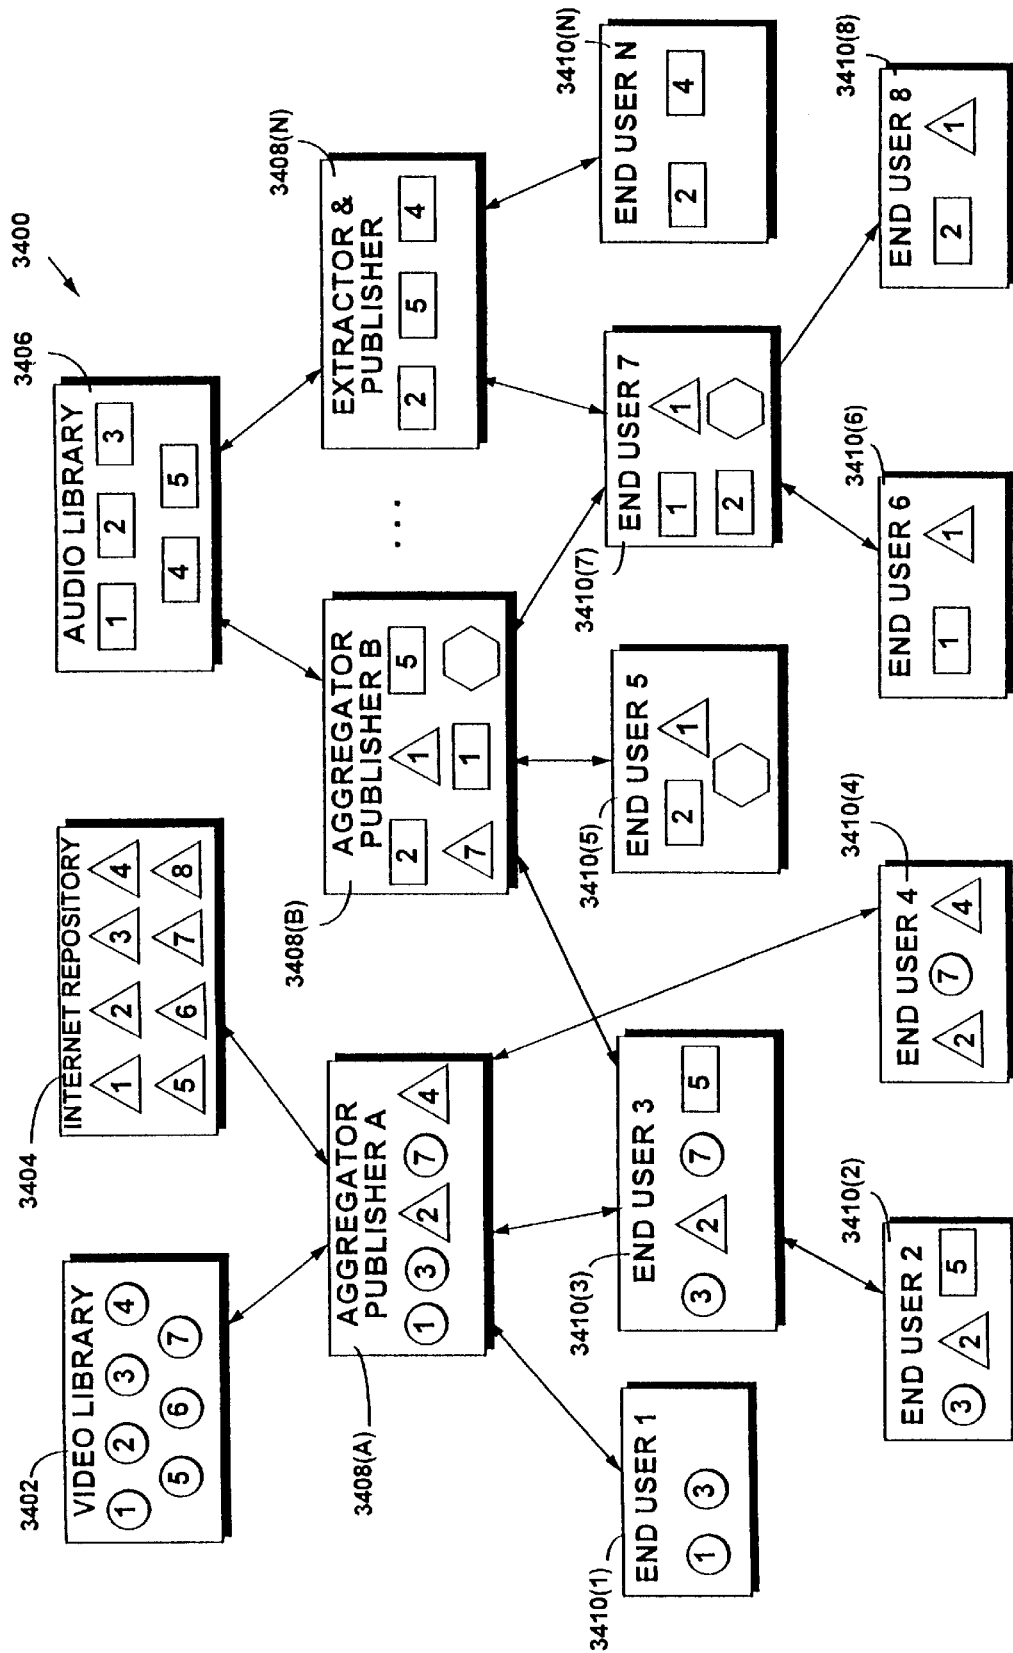 3400
3402
VIDEO LIBRARY
1 2 3 4
5 6 7
3404
INTERNET REPOSITORY
1 2 3 4
5 6 7 8
3406
AUDIO LIBRARY
1 2 3
4 5
3408(A)
AGGREGATOR
PUBLISHER A
1 3 2 7 4
3408(B)
AGGREGATOR
PUBLISHER B
2 1 5
7 1
...
3408(N)
EXTRACTOR &
PUBLISHER
2 5 4
3410(1)
END USER 1
1 3
3410(3)
END USER 3
3 2 7 5
3410(5)
END USER 5
2 1
3410(7)
END USER 7
1 1
2
3410(N)
END USER N
2 4
3410(2)
END USER 2
3 2 5
3410(4)
END USER 4
2 7 4
3410(6)
END USER 6
1 1
3410(8)
END USER 8
2 1